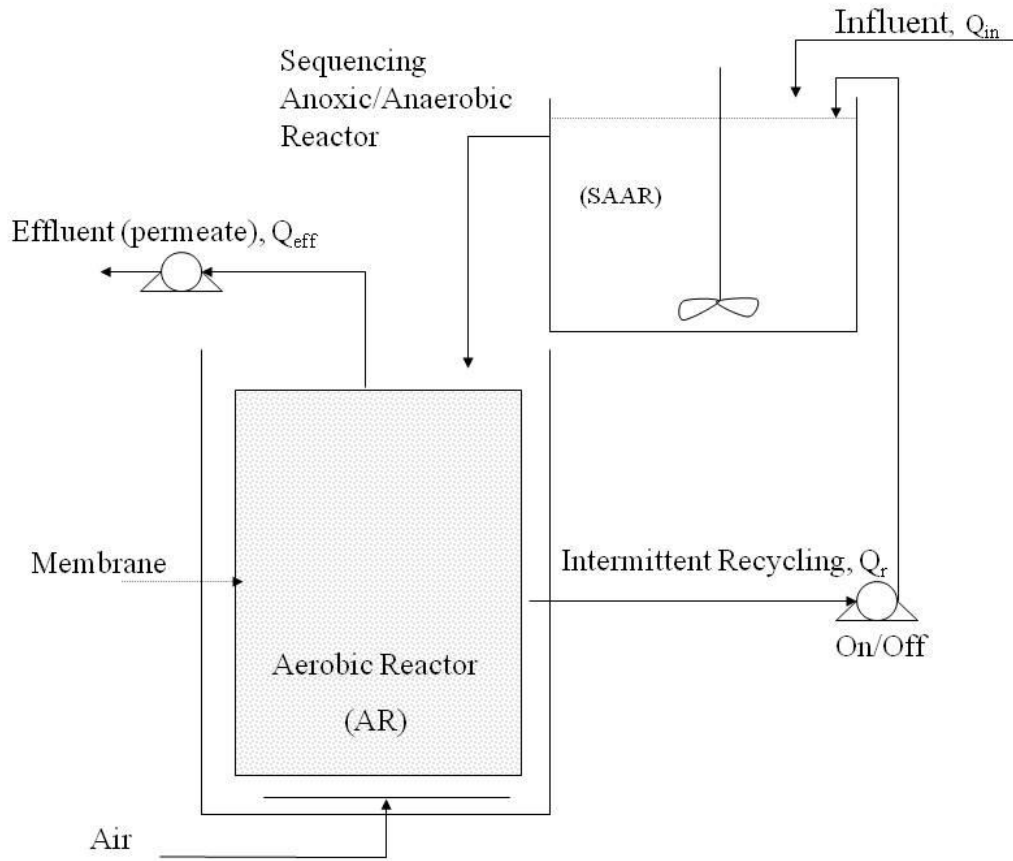 Influent, Qin
Sequencing
Anoxic/Anaerobic
Reactor
(SAAR)
Effluent (permeate), Qeff
Membrane
Intermittent Recycling, Qr
On/Off
Aerobic Reactor
(AR)
Air